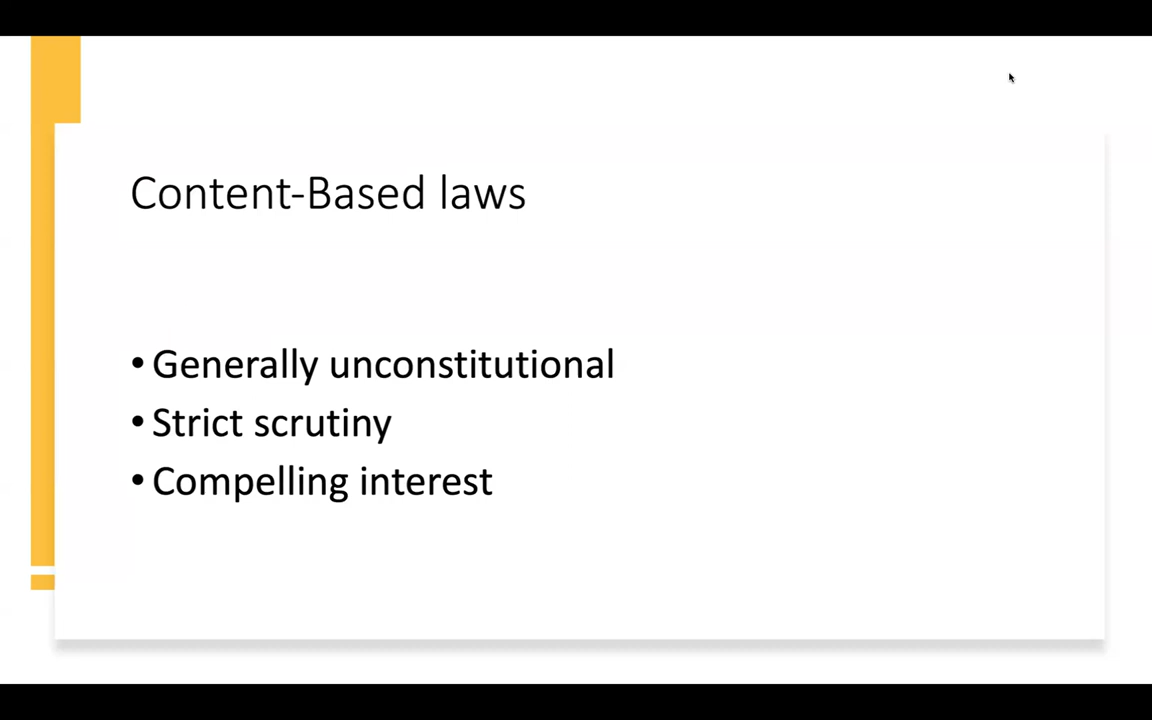 Content-Based laws
• Generally unconstitutional
• Strict scrutiny
• Compelling interest